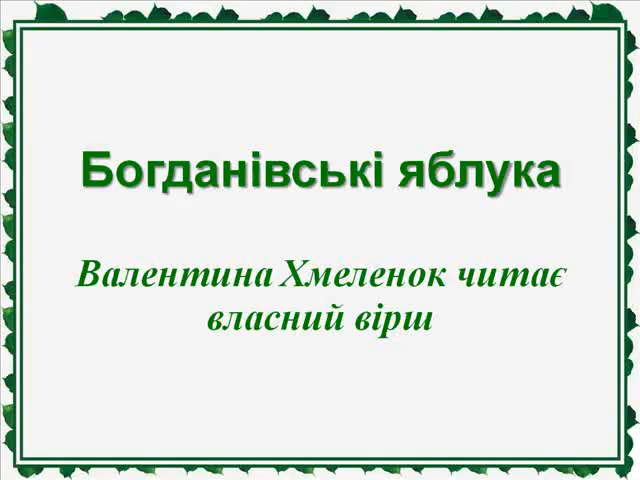 Богданівські яблука
Валентина Хмеленок читає
власний вірш